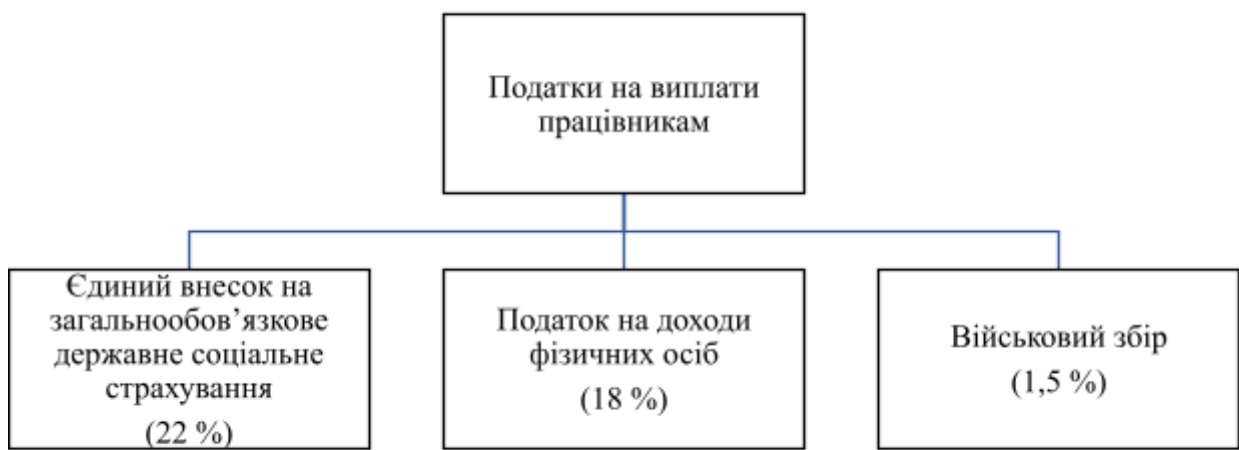 Податки на виплати
працівникам
Єдиний внесок на
загальнообов’язкове
державне соціальне
страхування
(22 %)
Податок на доходи
фізичних осіб
(18 %)
Військовий збір
(1,5 %)